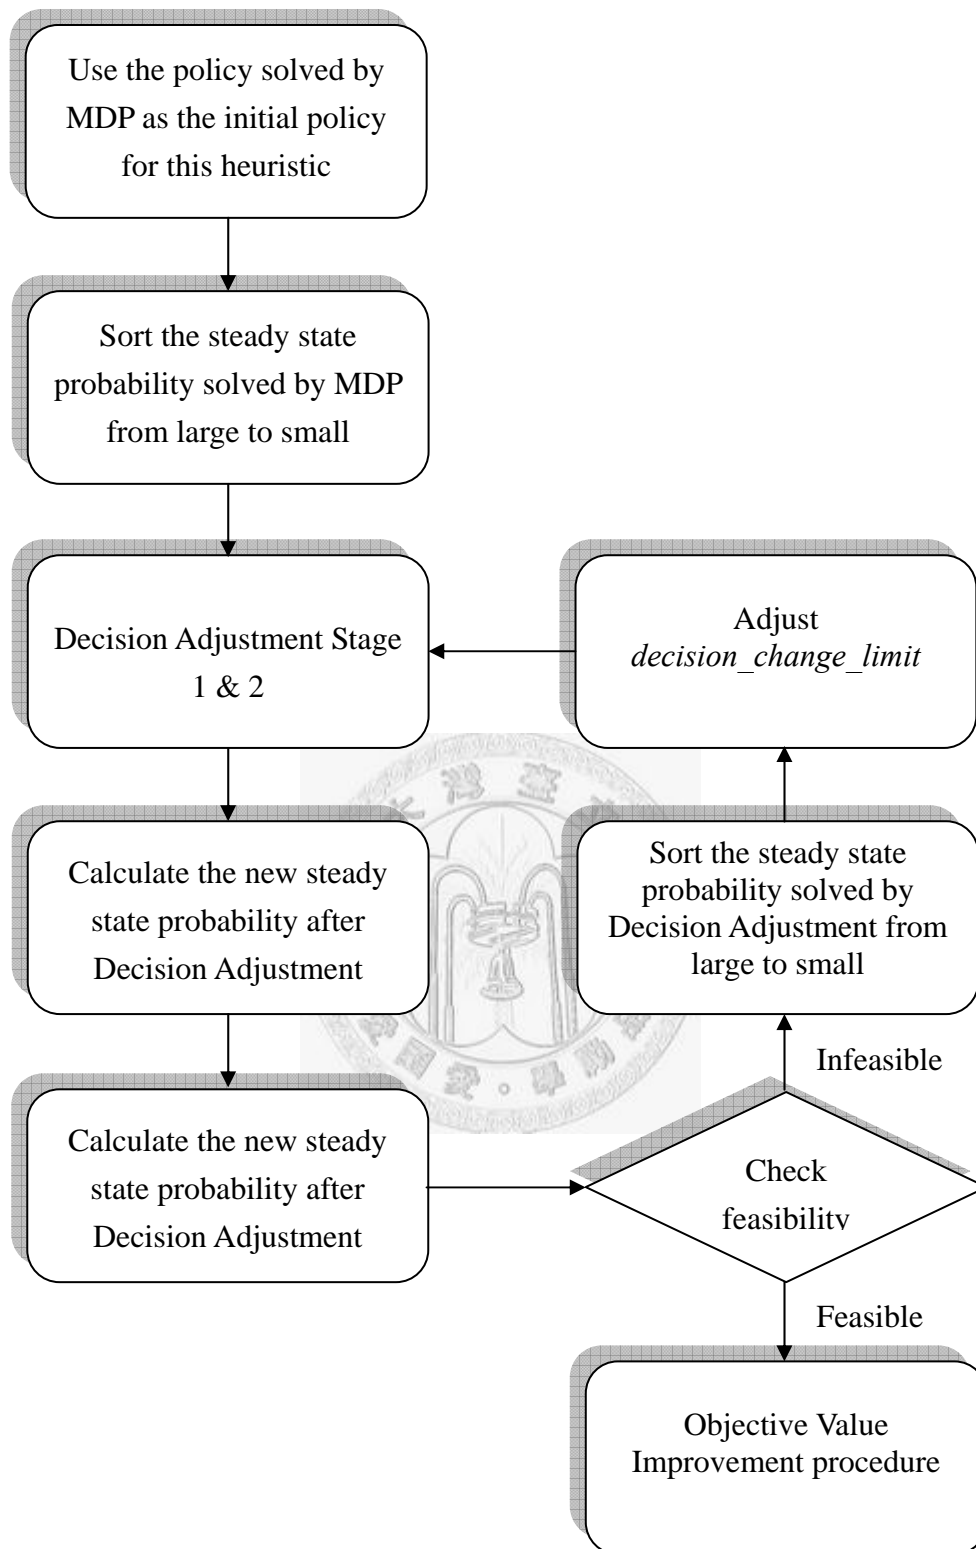 Use the policy solved by
MDP as the initial policy
for this heuristic
Sort the steady state
probability solved by MDP
from large to small
Decision Adjustment Stage
1 & 2
Adjust
decision_change_limit
Calculate the new steady
state probability after
Decision Adjustment
Sort the steady state
probability solved by
Decision Adjustment from
large to small
Infeasible
Calculate the new steady
state probability after
Decision Adjustment
Check
feasibility
Feasible
Objective Value
Improvement procedure